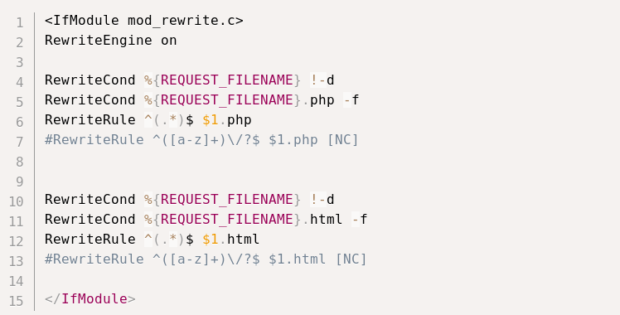 1 <IfModule mod_rewrite.c>
2 RewriteEngine on
3
4 RewriteCond %{REQUEST_FILENAME} !-d
5 RewriteCond %{REQUEST_FILENAME}.php -f
6 RewriteRule ^(.*)$ $1.php
7 #RewriteRule ^([a-z]+)\/?$ $1.php [NC]
8
9
10 RewriteCond %{REQUEST_FILENAME} !-d
11 RewriteCond %{REQUEST_FILENAME}.html -f
12 RewriteRule ^(.*)$ $1.html
13 #RewriteRule ^([a-z]+)\/?$ $1.html [NC]
14
15 </IfModule>